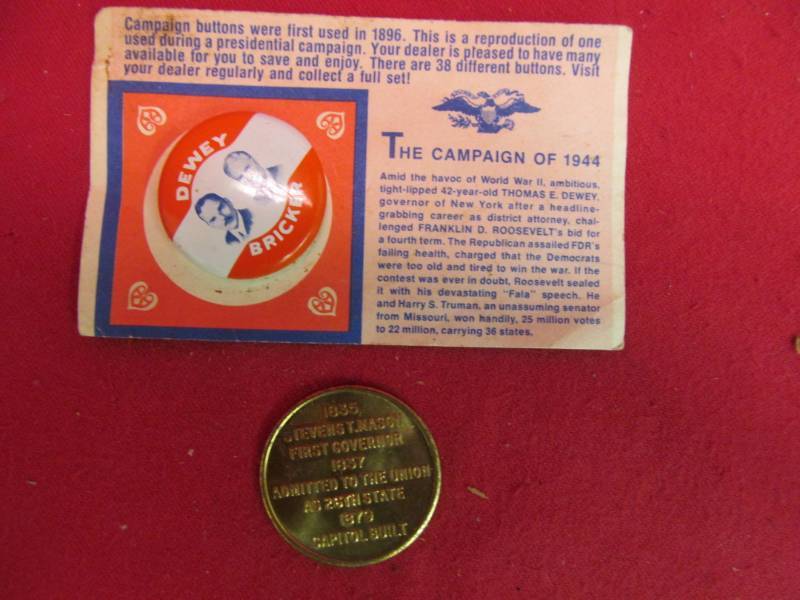 Campaign buttons were first used in 1896. This is a reproduction of one
used during a presidential campaign. Your dealer is pleased to have many
available for you to save and enjoy. There are 38 different buttons. Visit
your dealer regularly and collect a full set!
DEWEY
BRICKER
THE CAMPAIGN OF 1944
Amid the havoc of World War II, ambitious,
tight-lipped 42-year-old THOMAS E. DEWEY,
governor of New York after a headline-
grabbing career as district attorney, chal-
lenged FRANKLIN D. ROOSEVELT's bid for
a fourth term. The Republican assailed FDR's
failing health, charged that the Democrats
were too old and tired to win the war. If the
contest was ever in doubt, Roosevelt sealed
it with his devastating "Fala" speech. He
and Harry S. Truman, an unassuming senator
from Missouri, won handily, 25 million votes
to 22 million, carrying 36 states.
1835
STEVENS T. MASON
FIRST GOVERNOR
1837
ADMITTED TO THE UNION
AS 26TH STATE
1879
CAPITOL BUILT